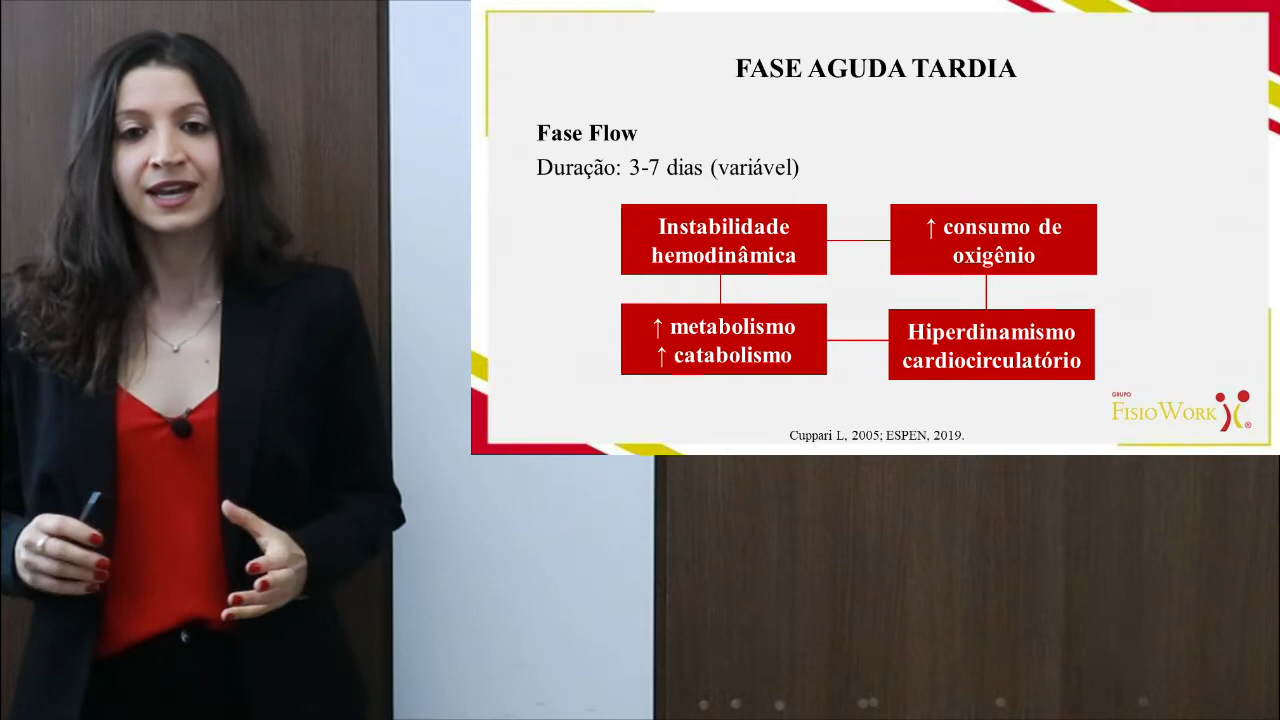 FASE AGUDA TARDIA
Fase Flow
Duração: 3-7 dias (variável)
Instabilidade
hemodinâmica
↑ consumo de
oxigênio
↑ metabolismo
↑ catabolismo
Hiperdinamismo
cardiocirculatório
GRUPO
FISIOWORK
®
Cuppari L, 2005; ESPEN, 2019.